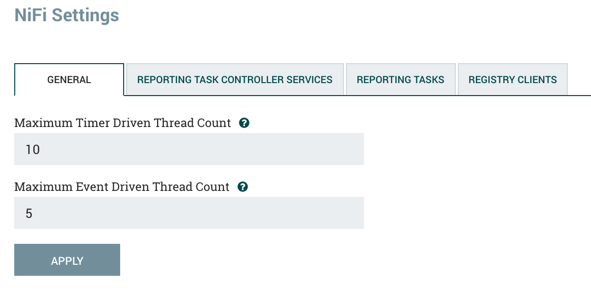 NiFi Settings
GENERAL
REPORTING TASK CONTROLLER SERVICES
REPORTING TASKS
REGISTRY CLIENTS
Maximum Timer Driven Thread Count ?
10
Maximum Event Driven Thread Count ?
5
APPLY